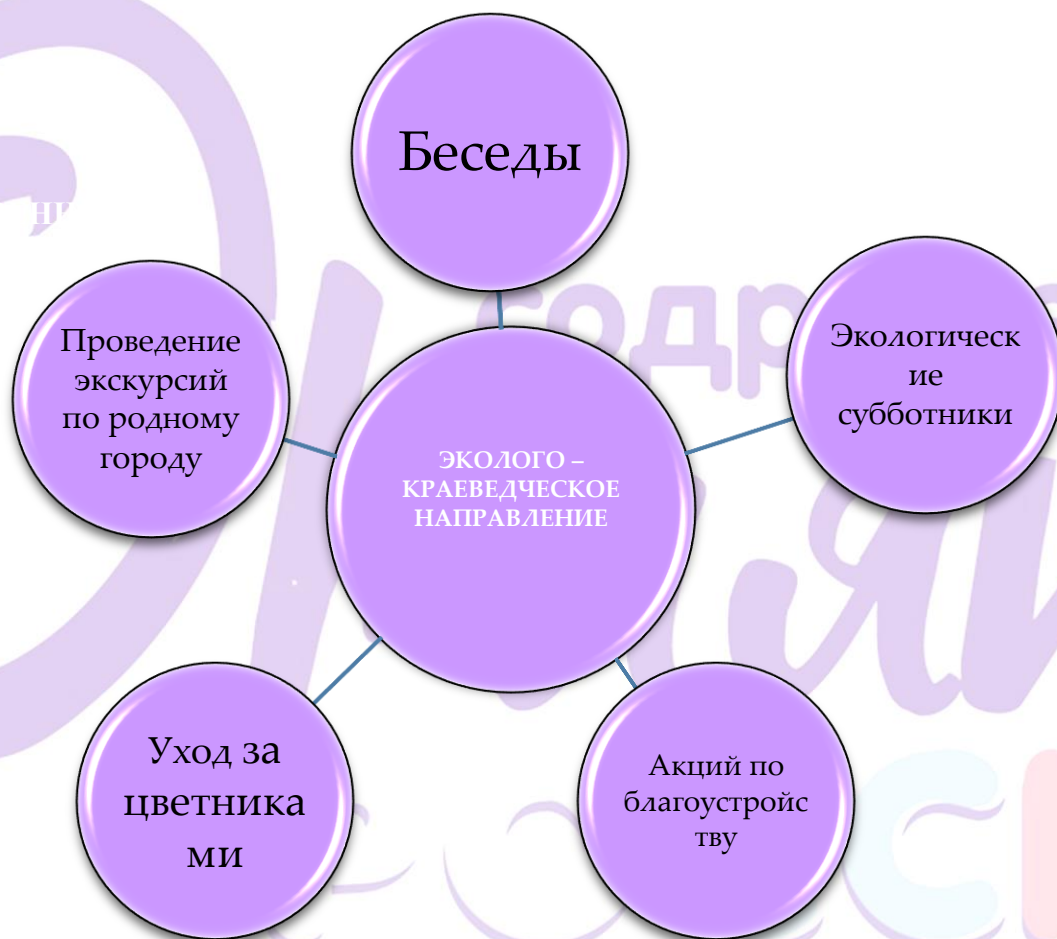 Беседы
Экологическ
ие
субботники
Проведение
экскурсий
по родному
городу
ЭКОЛОГО –
КРАЕВЕДЧЕСКОЕ
НАПРАВЛЕНИЕ
Уход за
цветника
ми
Акций по
благоустройс
тву